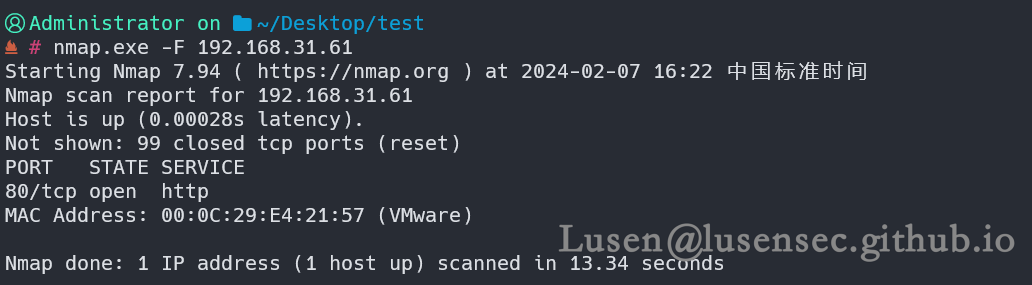 Administrator on ~/Desktop/test
# nmap.exe -F 192.168.31.61
Starting Nmap 7.94 ( https://nmap.org ) at 2024-02-07 16:22 中国标准时间
Nmap scan report for 192.168.31.61
Host is up (0.00028s latency).
Not shown: 99 closed tcp ports (reset)
PORT   STATE SERVICE
80/tcp open  http
MAC Address: 00:0C:29:E4:21:57 (VMware)
Lusen@lusensec.github.io
Nmap done: 1 IP address (1 host up) scanned in 13.34 seconds